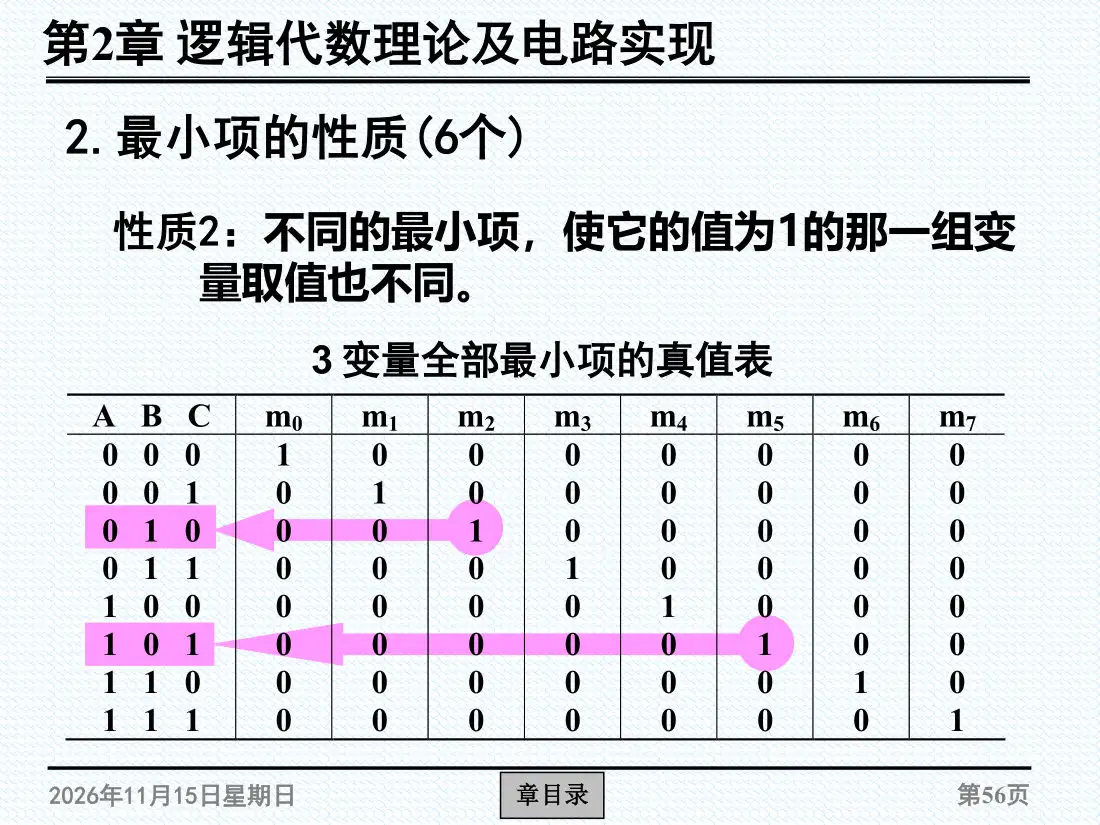 第2章 逻辑代数理论及电路实现
2. 最小项的性质(6个)
性质2：不同的最小项，使它的值为1的那一组变
量取值也不同。
3变量全部最小项的真值表
A B C m₀ m₁ m₂ m₃ m₄ m₅ m₆ m₇
0 0 0 1 0 0 0 0 0 0 0
0 0 1 0 1 0 0 0 0 0 0
0 1 0 0 0 1 0 0 0 0 0
0 1 1 0 0 0 1 0 0 0 0
1 0 0 0 0 0 0 1 0 0 0
1 0 1 0 0 0 0 0 1 0 0
1 1 0 0 0 0 0 0 0 1 0
1 1 1 0 0 0 0 0 0 0 1
2026年11月15日星期日 章目录 第56页